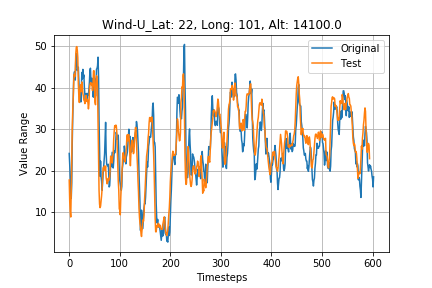 Wind-U_Lat: 22, Long: 101, Alt: 14100.0
Value Range
50
40
30
20
10
Original
Test
0 100 200 300 400 500 600
Timesteps